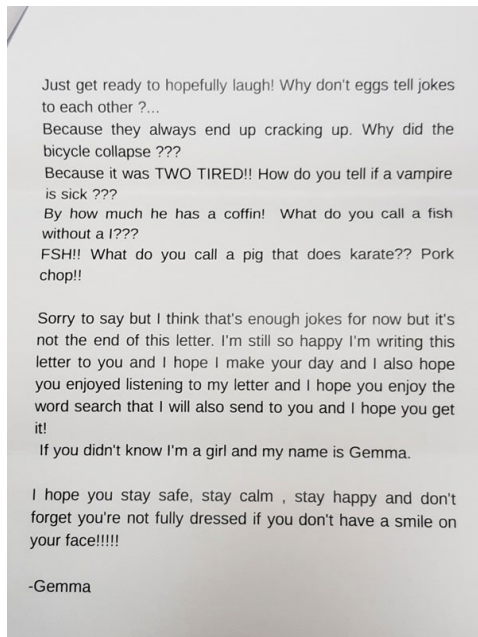 Just get ready to hopefully laugh! Why don't eggs tell jokes
to each other ?...
Because they always end up cracking up. Why did the
bicycle collapse ???
Because it was TWO TIRED!! How do you tell if a vampire
is sick ???
By how much he has a coffin! What do you call a fish
without a I???
FSH!! What do you call a pig that does karate?? Pork
chop!!
Sorry to say but I think that's enough jokes for now but it's
not the end of this letter. I'm still so happy I'm writing this
letter to you and I hope I make your day and I also hope
you enjoyed listening to my letter and I hope you enjoy the
word search that I will also send to you and I hope you get
it!
If you didn't know I'm a girl and my name is Gemma.
I hope you stay safe, stay calm , stay happy and don't
forget you're not fully dressed if you don't have a smile on
your face!!!!!
-Gemma